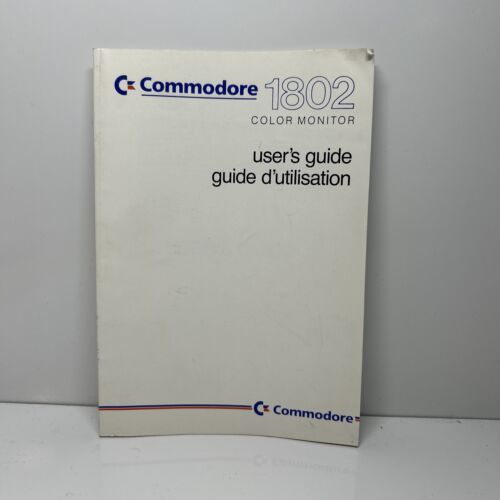 Commodore 1802
COLOR MONITOR
user's guide
guide d'utilisation
Commodore